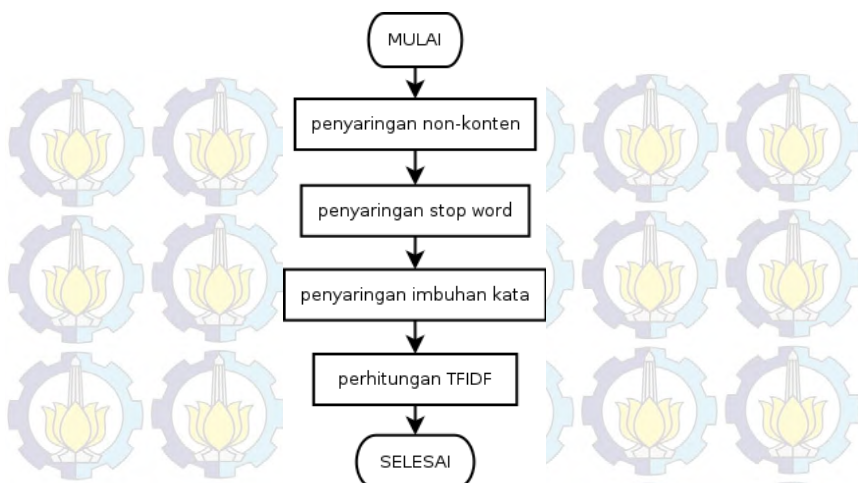 MULAI
penyaringan non-konten
penyaringan stop word
penyaringan imbuhan kata
perhitungan TFIDF
SELESAI